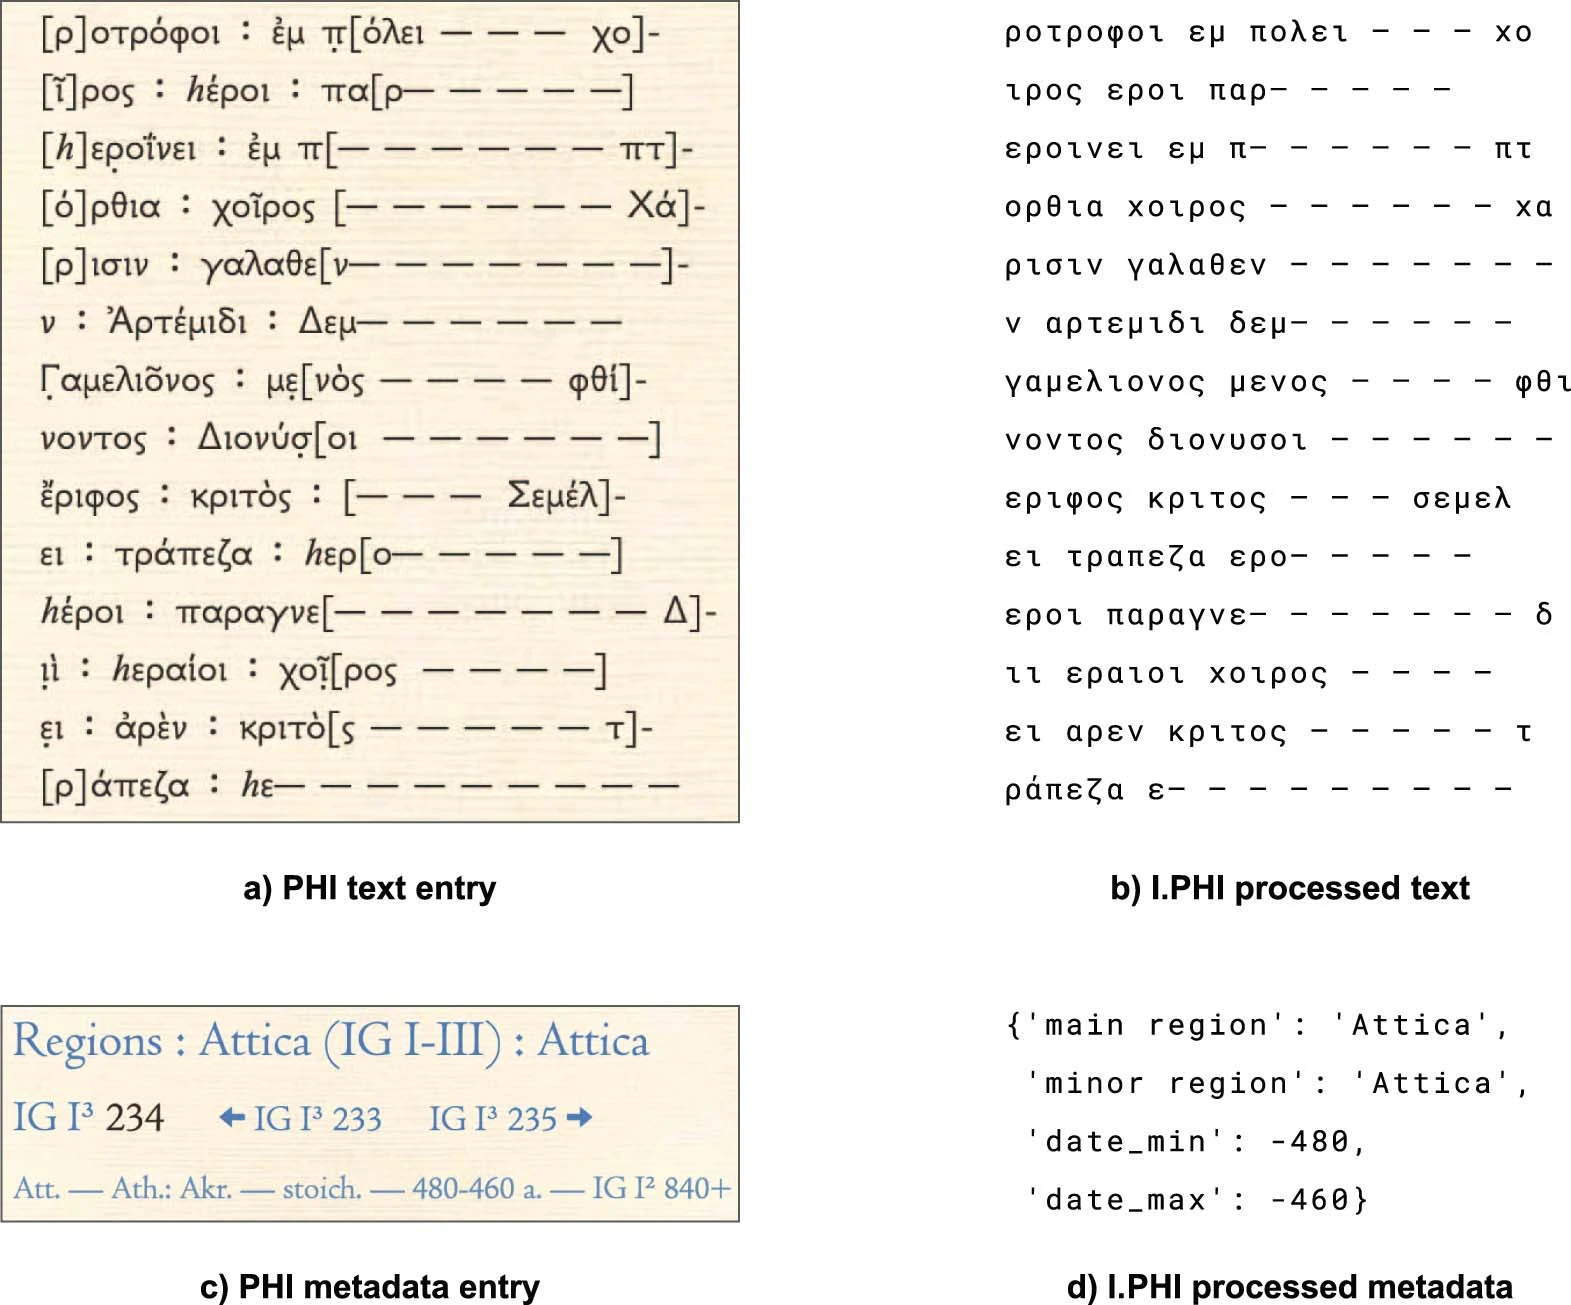 [ρ]οτρόφοι : ἐμ π̣[όλει — — — χο]-
[ῖ]ρος : hέροι : πα[ρ— — — — —]
[h]ερο̣ΐνει : ἐμ π[— — — — — — πτ]-
[ό]ρθια : χοῖρος [— — — — — — Χά]-
[ρ]ισιν : γαλαθε[ν— — — — — — —]-
ν : Ἀρτέμιδι : Δεμ— — — — — —
Γ̣αμελιο̃νος : με̣[νὸς — — — — φθί]-
νοντος : Διονύσ̣[οι — — — — — —]
ἔριφος : κριτὸς : [— — — Σεμέλ]-
ει : τράπεζα : hερ[ο— — — — —]
hέροι : παραγνε[— — — — — — — Δ]-
ι̣ὶ : hεραίοι : χοῖ̣[ρος — — — —]
ε̣ι : ἀρὲν : κριτὸ[ς — — — — — τ]-
[ρ]άπεζα : hε— — — — — — — — —
a) PHI text entry
ροτροφοι εμ πολει – – – χο
ιρος εροι παρ– – – – –
εροινει εμ π– – – – – – πτ
ορθια χοιρος – – – – – – χα
ρισιν γαλαθεν – – – – – – –
ν αρτεμιδι δεμ– – – – – –
γαμελιονος μενος – – – – φθι
νοντος διονυσοι – – – – – –
εριφος κριτος – – – σεμελ
ει τραπεζα ερο– – – – –
εροι παραγνε– – – – – – – δ
ιι εραιοι χοιρος – – – –
ει αρεν κριτος – – – – – τ
ράπεζα ε– – – – – – – – –
b) I.PHI processed text
Regions : Attica (IG I-III) : Attica
IG I³ 234 ← IG I³ 233 IG I³ 235 →
Att. — Ath.: Akr. — stoich. — 480-460 a. — IG I² 840+
c) PHI metadata entry
{'main region': 'Attica',
'minor region': 'Attica',
'date_min': -480,
'date_max': -460}
d) I.PHI processed metadata